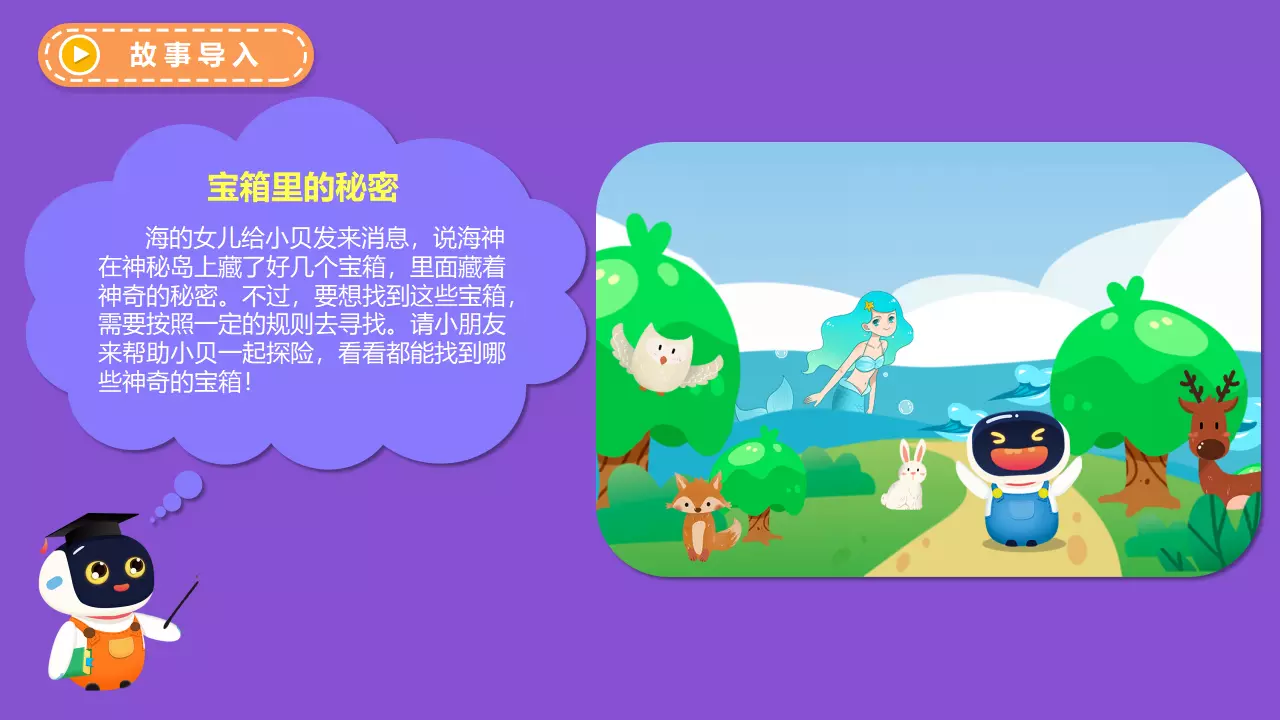 故事导入
宝箱里的秘密
海的女儿给小贝发来消息，说海神
在神秘岛上藏了好几个宝箱，里面藏着
神奇的秘密。不过，要想找到这些宝箱，
需要按照一定的规则去寻找。请小朋友
来帮助小贝一起探险，看看都能找到哪
些神奇的宝箱！